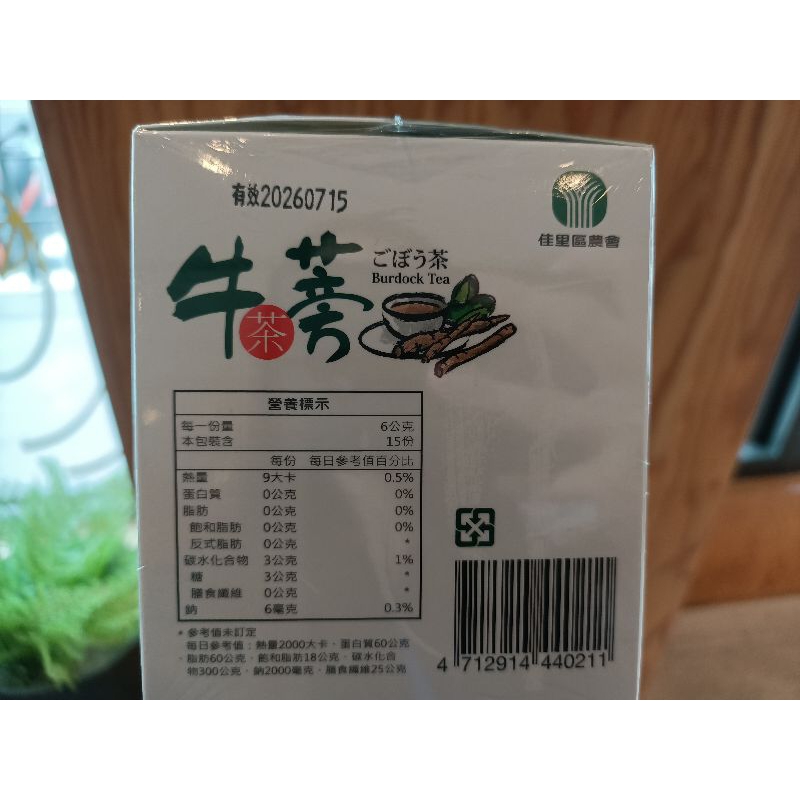 有效20260715
佳里區農會
牛蒡
茶
ごぼう茶
Burdock Tea
營養標示
每一份量 6公克
本包裝含 15份
每份 每日參考值百分比
熱量 9大卡 0.5%
蛋白質 0公克 0%
脂肪 0公克 0%
飽和脂肪 0公克 0%
反式脂肪 0公克 *
碳水化合物 3公克 1%
糖 3公克 *
膳食纖維 0公克 *
鈉 6毫克 0.3%
*參考值未訂定
每日參考值：熱量2000大卡、蛋白質60公克
、脂肪60公克、飽和脂肪18公克、碳水化合
物300公克、鈉2000毫克、膳食纖維25公克
4 712914 440211